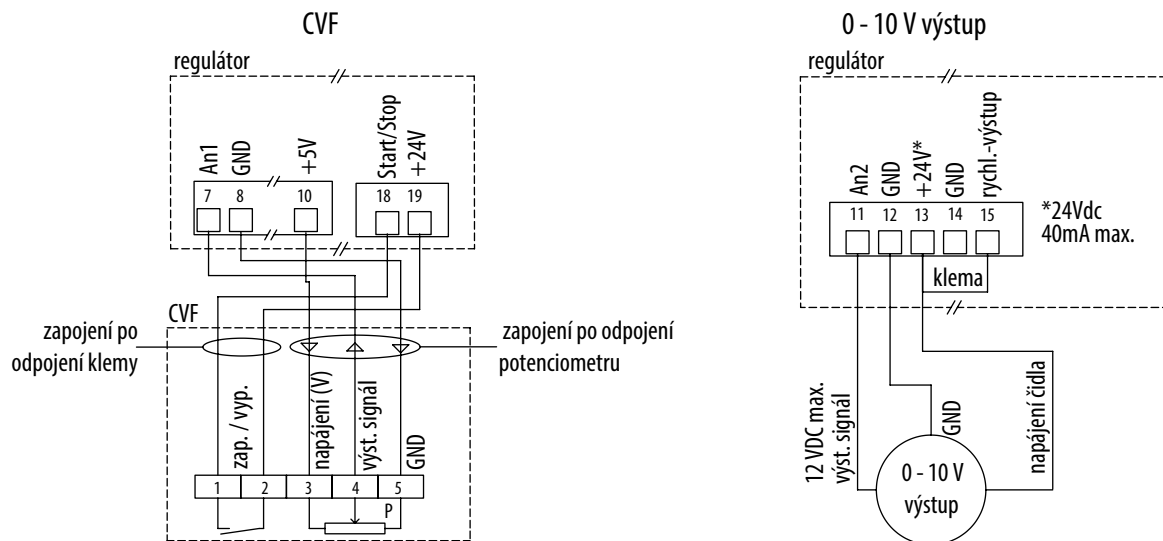 CVF
regulátor
An1
GND
+5V
Start/Stop
+24V
7
8
10
18
19
CVF
zapojení po
odpojení klemy
zapojení po odpojení
potenciometru
zap. / vyp.
napájení (V)
výst. signál
GND
1
2
3
4
5
P
0 - 10 V výstup
regulátor
An2
GND
+24V*
GND
rychl.-výstup
11
12
13
14
15
*24Vdc
40mA max.
klema
12 VDC max.
výst. signál
GND
napájení čidla
0 - 10 V
výstup